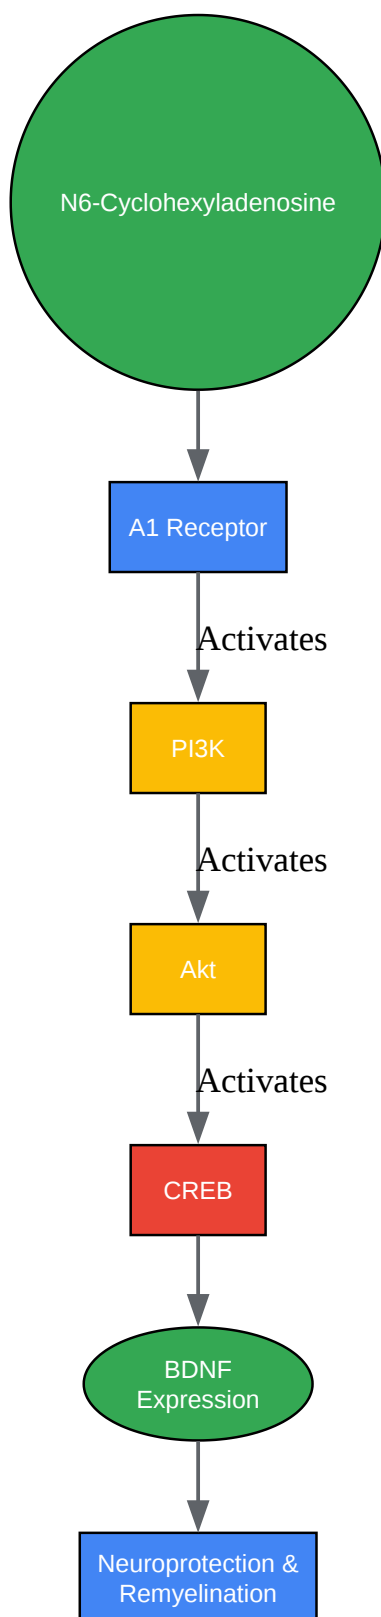 N6-Cyclohexyladenosine
A1 Receptor
Activates
PI3K
Activates
Akt
Activates
CREB
BDNF
Expression
Neuroprotection &
Remyelination